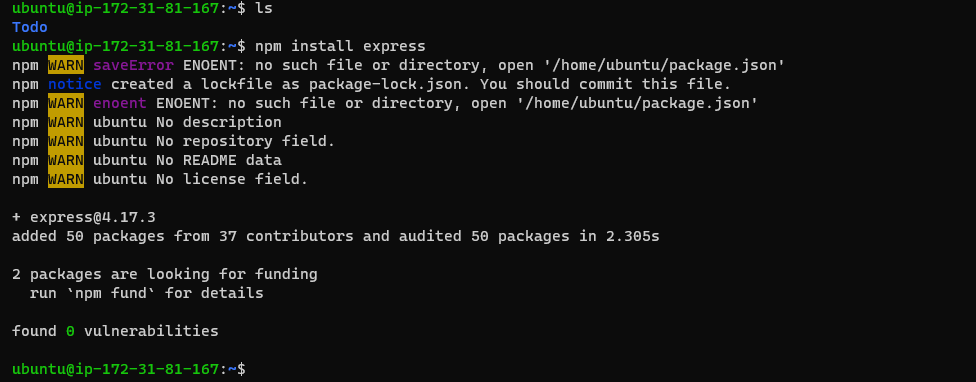 ubuntu@ip-172-31-81-167:~$ ls
Todo
ubuntu@ip-172-31-81-167:~$ npm install express
npm WARN saveError ENOENT: no such file or directory, open '/home/ubuntu/package.json'
npm notice created a lockfile as package-lock.json. You should commit this file.
npm WARN enoent ENOENT: no such file or directory, open '/home/ubuntu/package.json'
npm WARN ubuntu No description
npm WARN ubuntu No repository field.
npm WARN ubuntu No README data
npm WARN ubuntu No license field.
+ express@4.17.3
added 50 packages from 37 contributors and audited 50 packages in 2.305s
2 packages are looking for funding
  run `npm fund` for details
found 0 vulnerabilities
ubuntu@ip-172-31-81-167:~$